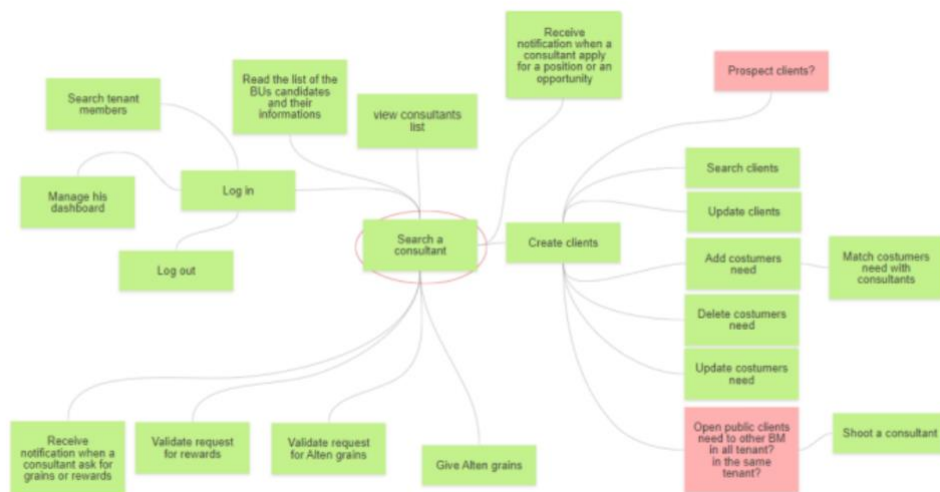 Receive
notification when a
consultant apply
for a position or an
opportunity
Prospect clients?
Read the list of the
BUs candidates
and their
informations
Search tenant
members
view consultants
list
Search clients
Manage his
dashboard
Log in
Update clients
Search a
consultant
Create clients
Log out
Add costumers
need
Match costumers
need with
consultants
Delete costumers
need
Update costumers
need
Receive
notification when a
consultant ask for
grains or rewards
Validate request
for rewards
Validate request
for Alten grains
Give Alten grains
Open public clients
need to other BM
in all tenant?
in the same
tenant?
Shoot a consultant